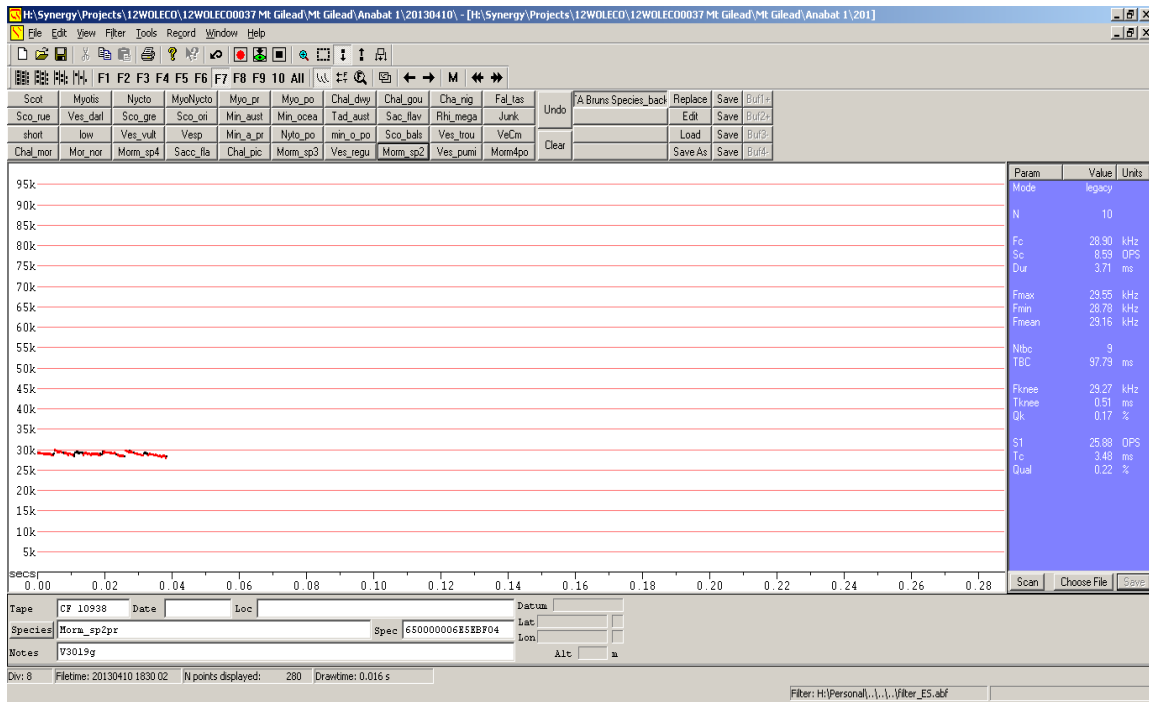 H:\Synergy\Projects\12WOLECO\12WOLECO00037 Mt Gilead\Mt Gilead\Anabat 1\20130410\ - [H:\Synergy\Projects\12WOLECO\12WOLECO00037 Mt Gilead\Mt Gilead\Anabat 1\201]
File Edit View Filter Tools Record Window Help
F1 F2 F3 F4 F5 F6 F7 F8 F9 10 All M
Scot Myotis Nycto MyoNycto Myo_pr Myo_po Chal_dwy Chal_gou Cha_nig Fal_tas Undo TA Bruns Species_back Replace Save Buf1+
Sco_rue Ves_darl Sco_gre Sco_ori Min_aust Min_ocea Tad_aust Sac_flav Rhi_mega Junk Edit Save Buf2+
short low Ves_vult Vesp Min_a_pr Nyto_po min_o_po Sco_bals Ves_trou VeCm Clear Load Save Buf3-
Chal_mor Mor_nor Morm_sp4 Sacc_fla Chal_pic Morm_sp3 Ves_regu Morm_sp2 Ves_pumi Morm4po Save As Save Buf4-
95k
90k
85k
80k
75k
70k
65k
60k
55k
50k
45k
40k
35k
30k
25k
20k
15k
10k
5k
secs
0.00 0.02 0.04 0.06 0.08 0.10 0.12 0.14 0.16 0.18 0.20 0.22 0.24 0.26 0.28
Param Value Units
Mode legacy
N 10
Fc 28.90 kHz
Sc 8.59 OPS
Dur 3.71 ms
Fmax 29.55 kHz
Fmin 28.78 kHz
Fmean 29.16 kHz
Ntbc 9
TBC 97.79 ms
Fknee 29.27 kHz
Tknee 0.51 ms
Qk 0.17 %
S1 25.88 OPS
Tc 3.48 ms
Qual 0.22 %
Scan Choose File Save
Tape CF 10938 Date Loc Datum
Species Morm_sp2pr Spec 650000006E5EBF04 Lat
Lon
Notes V3019g Alt m
Div: 8 Filetime: 20130410 1830 02 N points displayed: 280 Drawtime: 0.016 s
Filter: H:\Personal\..\..\..\filter_ES.abf